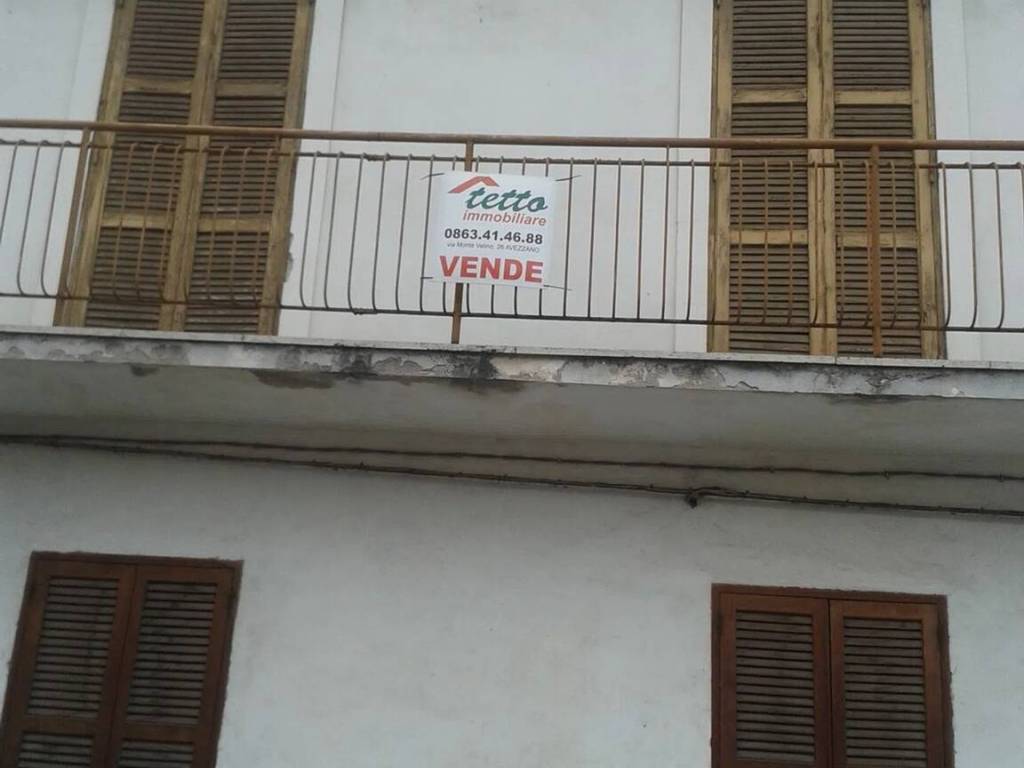 tetto
immobiliare
0863.41.46.88
via Monte Velino, 26 AVEZZANO
VENDE